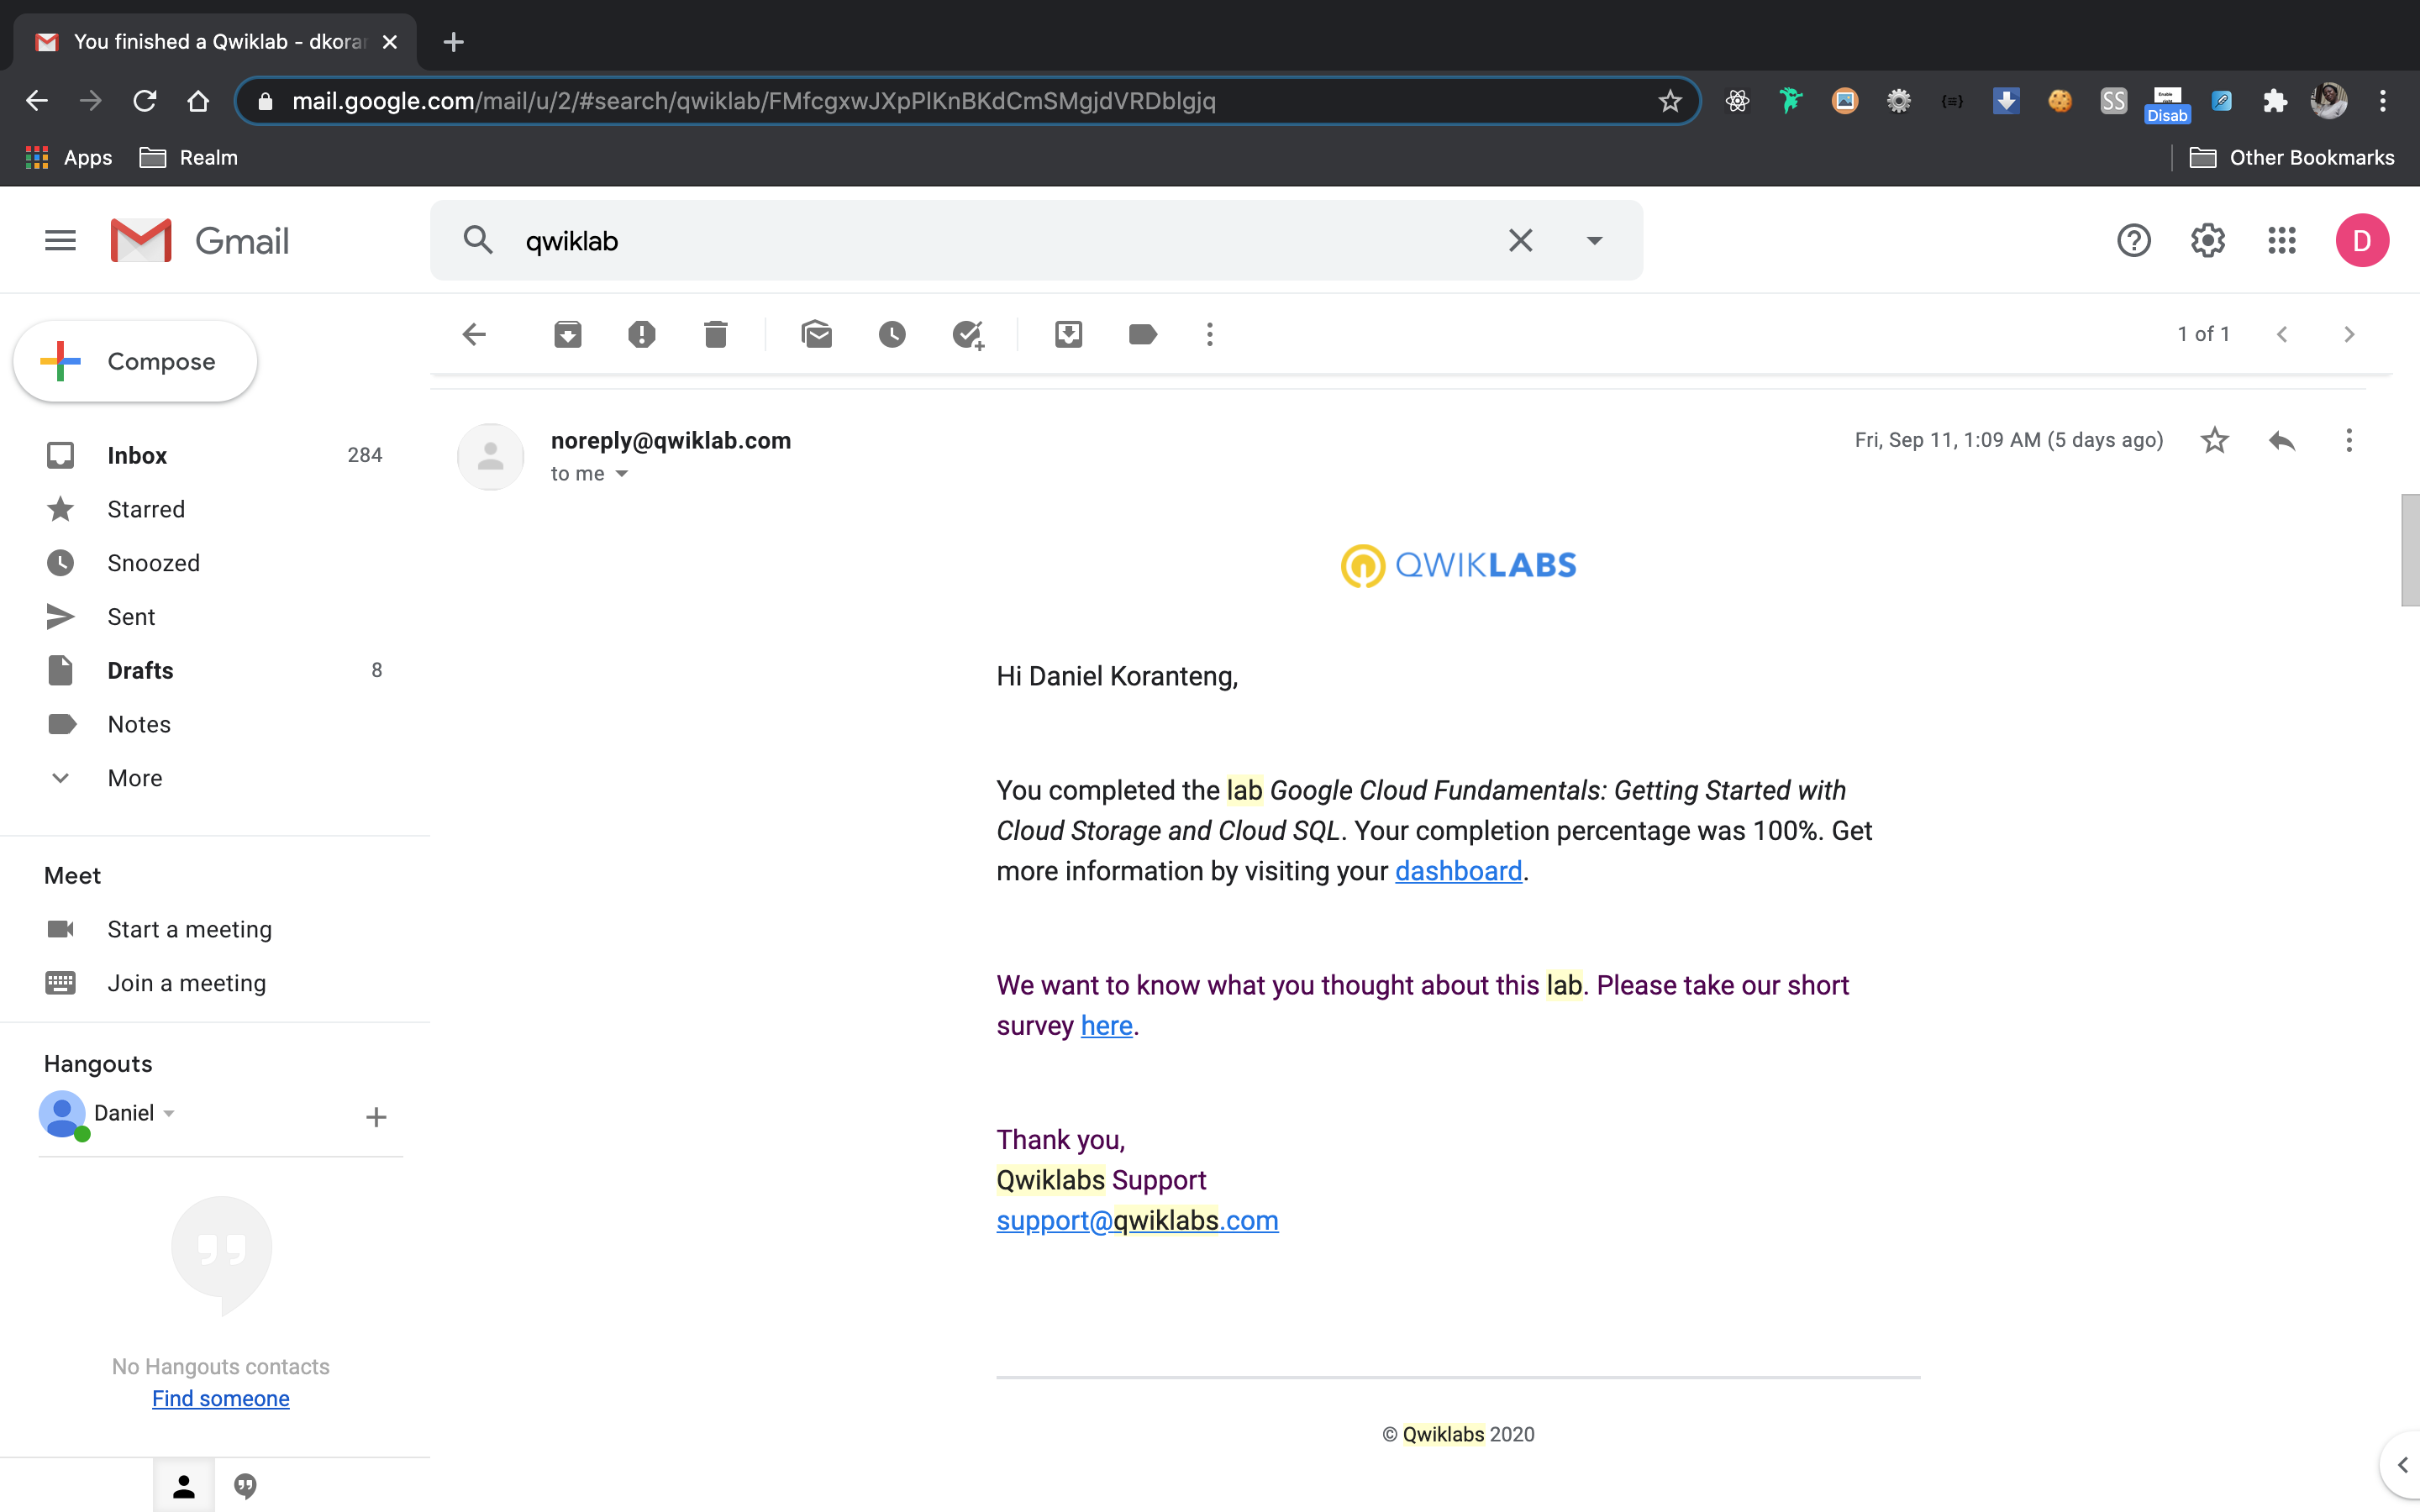 You finished a Qwiklab - dkora
mail.google.com/mail/u/2/#search/qwiklab/FMfcgxwJXpPlKnBKdCmSMgjdVRDblgjq
SS
Disab
Apps
Realm
Other Bookmarks
Gmail
qwiklab
D
Compose
1 of 1
Inbox 284
Starred
Snoozed
Sent
Drafts 8
Notes
More
Meet
Start a meeting
Join a meeting
Hangouts
Daniel
No Hangouts contacts
Find someone
noreply@qwiklab.com
Fri, Sep 11, 1:09 AM (5 days ago)
to me
QWIKLABS
Hi Daniel Koranteng,
You completed the lab Google Cloud Fundamentals: Getting Started with
Cloud Storage and Cloud SQL. Your completion percentage was 100%. Get
more information by visiting your dashboard.
We want to know what you thought about this lab. Please take our short
survey here.
Thank you,
Qwiklabs Support
support@qwiklabs.com
© Qwiklabs 2020